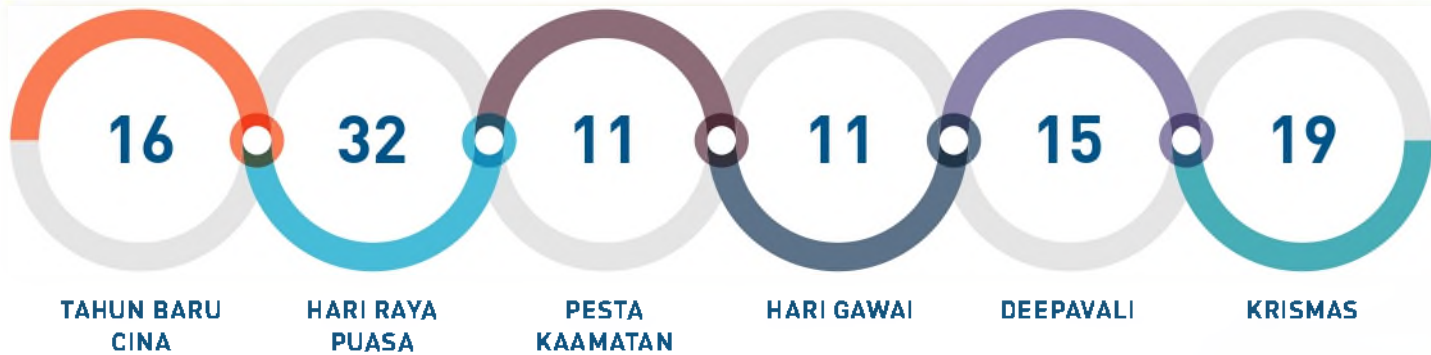 16
32
11
11
15
19
TAHUN BARU
CINA
HARI RAYA
PUASA
PESTA
KAAMATAN
HARI GAWAI
DEEPAVALI
KRISMAS